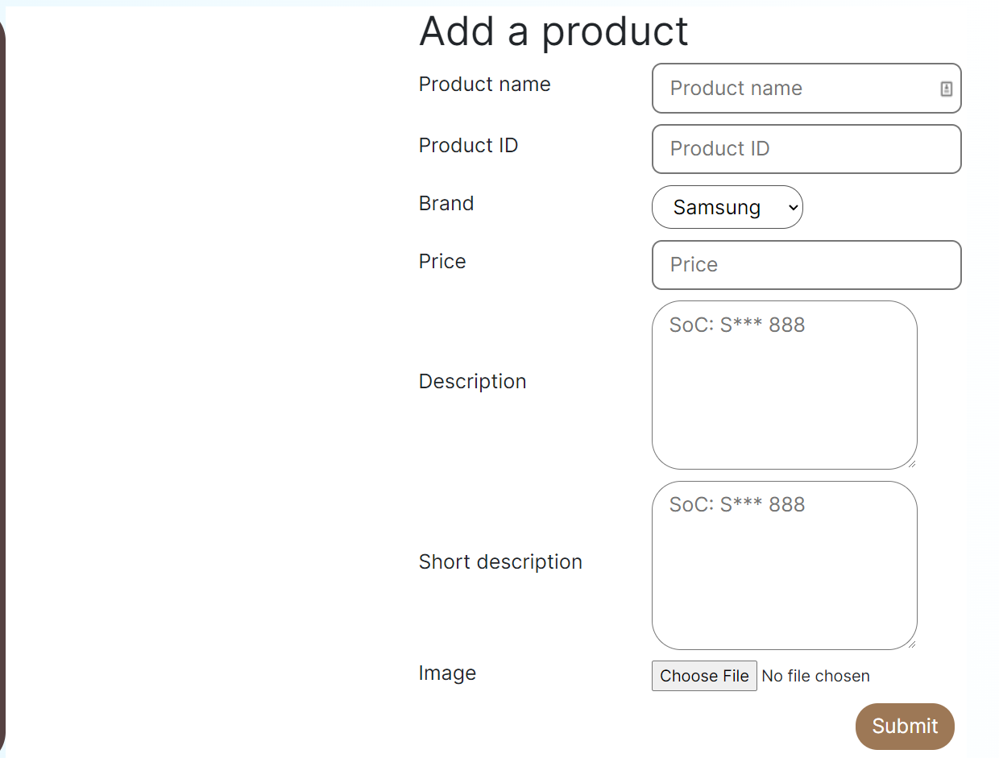 Add a product
Product name Product name
Product ID Product ID
Brand Samsung
Price Price
Description SoC: S*** 888
Short description SoC: S*** 888
Image Choose File No file chosen
Submit